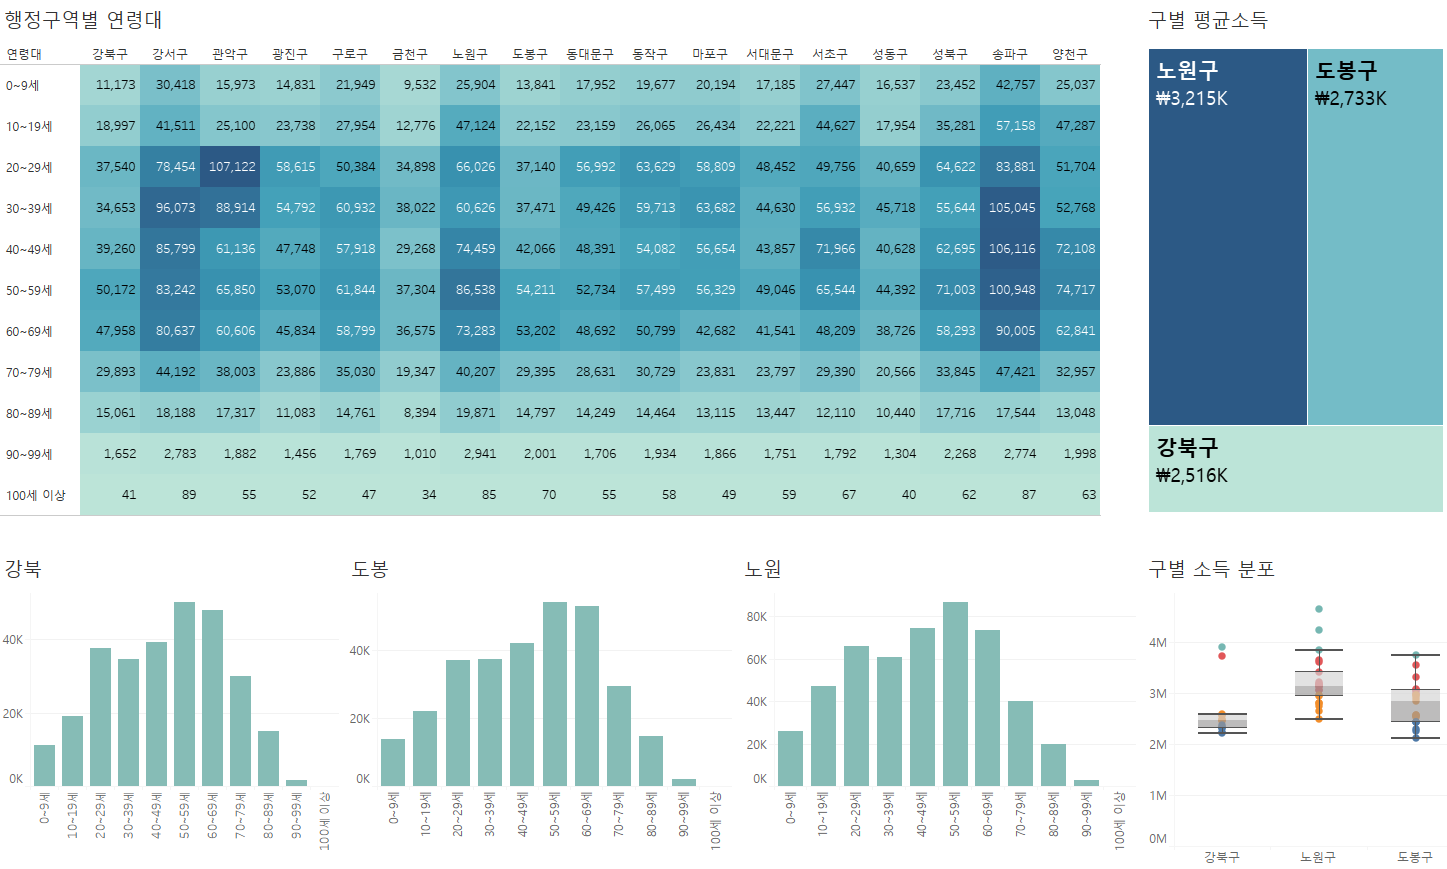 행정구역별 연령대
연령대 강북구 강서구 관악구 광진구 구로구 금천구 노원구 도봉구 동대문구 동작구 마포구 서대문구 서초구 성동구 성북구 송파구 양천구
0~9세 11,173 30,418 15,973 14,831 21,949 9,532 25,904 13,841 17,952 19,677 20,194 17,185 27,447 16,537 23,452 42,757 25,037
10~19세 18,997 41,511 25,100 23,738 27,954 12,776 47,124 22,152 23,159 26,065 26,434 22,221 44,627 17,954 35,281 57,158 47,287
20~29세 37,540 78,454 107,122 58,615 50,384 34,898 66,026 37,140 56,992 63,629 58,809 48,452 49,756 40,659 64,622 83,881 51,704
30~39세 34,653 96,073 88,914 54,792 60,932 38,022 60,626 37,471 49,426 59,713 63,682 44,630 56,932 45,718 55,644 105,045 52,768
40~49세 39,260 85,799 61,136 47,748 57,918 29,268 74,459 42,066 48,391 54,082 56,654 43,857 71,966 40,628 62,695 106,116 72,108
50~59세 50,172 83,242 65,850 53,070 61,844 37,304 86,538 54,211 52,734 57,499 56,329 49,046 65,544 44,392 71,003 100,948 74,717
60~69세 47,958 80,637 60,606 45,834 58,799 36,575 73,283 53,202 48,692 50,799 42,682 41,541 48,209 38,726 58,293 90,005 62,841
70~79세 29,893 44,192 38,003 23,886 35,030 19,347 40,207 29,395 28,631 30,729 23,831 23,797 29,390 20,566 33,845 47,421 32,957
80~89세 15,061 18,188 17,317 11,083 14,761 8,394 19,871 14,797 14,249 14,464 13,115 13,447 12,110 10,440 17,716 17,544 13,048
90~99세 1,652 2,783 1,882 1,456 1,769 1,010 2,941 2,001 1,706 1,934 1,866 1,751 1,792 1,304 2,268 2,774 1,998
100세 이상 41 89 55 52 47 34 85 70 55 58 49 59 67 40 62 87 63
구별 평균소득
노원구
₩3,215K
도봉구
₩2,733K
강북구
₩2,516K
강북
40K
20K
0K
0~9세
10~19세
20~29세
30~39세
40~49세
50~59세
60~69세
70~79세
80~89세
90~99세
100세 이상
도봉
40K
20K
0K
0~9세
10~19세
20~29세
30~39세
40~49세
50~59세
60~69세
70~79세
80~89세
90~99세
100세 이상
노원
80K
60K
40K
20K
0K
0~9세
10~19세
20~29세
30~39세
40~49세
50~59세
60~69세
70~79세
80~89세
90~99세
100세 이상
구별 소득 분포
4M
3M
2M
1M
0M
강북구 노원구 도봉구